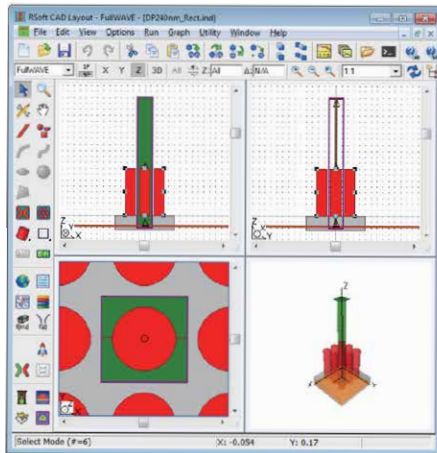 RSoft CAD Layout - FullWAVE - [DP240nm_Rect.ind]
File Edit View Options Run Graph Utility Window Help
FullWAVE X Y Z 3D All Z: All Δ: N/A 1:1
Z
Y X
Z
Y X
Y
X
Z
Select Mode (#=6) X: -0.054 Y: 0.17